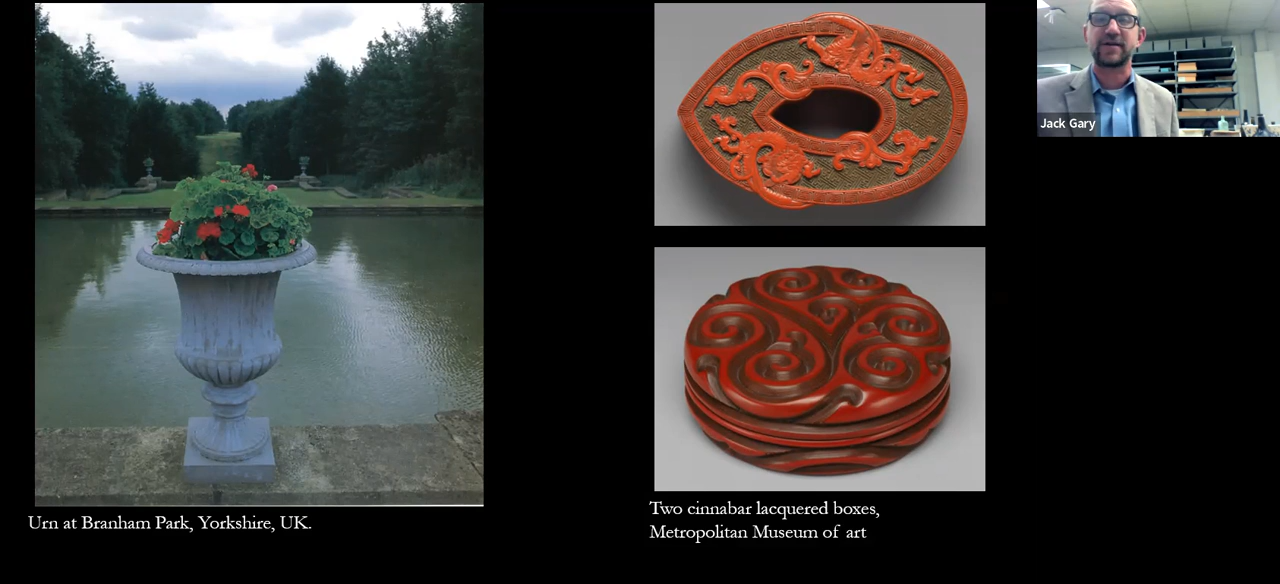 Jack Gary
Urn at Branham Park, Yorkshire, UK.
Two cinnabar lacquered boxes,
Metropolitan Museum of art